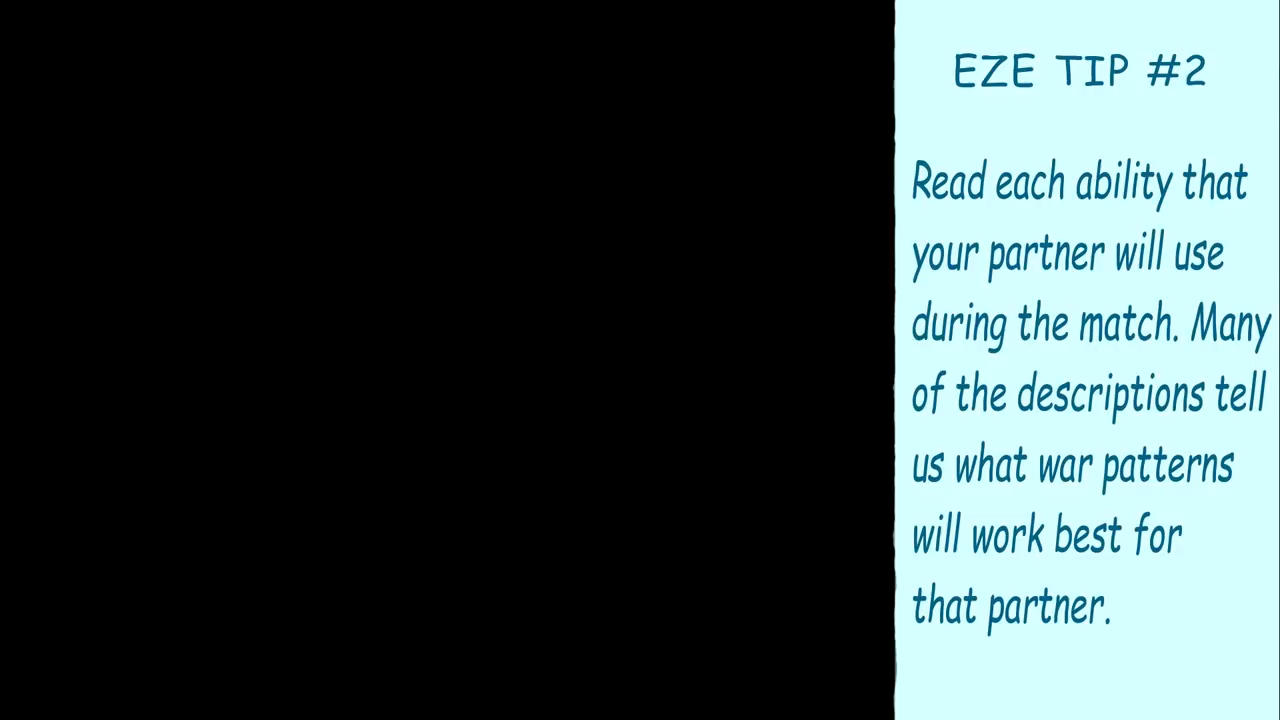 EZE TIP #2
Read each ability that
your partner will use
during the match. Many
of the descriptions tell
us what war patterns
will work best for
that partner.